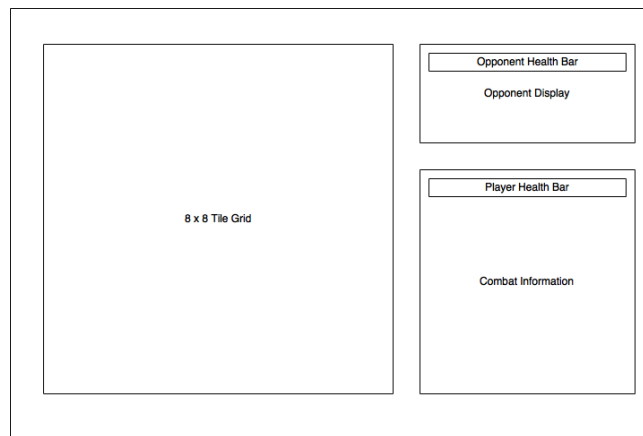 Opponent Health Bar
Opponent Display
Player Health Bar
8 x 8 Tile Grid
Combat Information